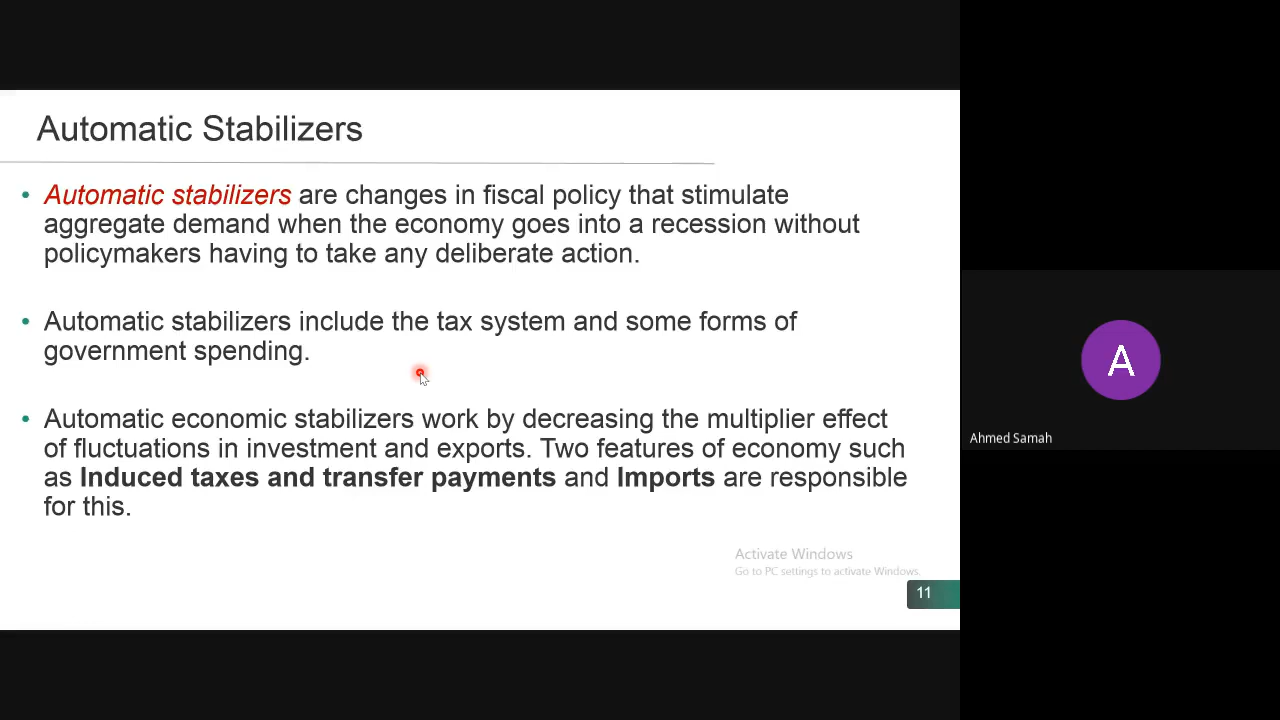 Automatic Stabilizers
• Automatic stabilizers are changes in fiscal policy that stimulate
aggregate demand when the economy goes into a recession without
policymakers having to take any deliberate action.
• Automatic stabilizers include the tax system and some forms of
government spending.
• Automatic economic stabilizers work by decreasing the multiplier effect
of fluctuations in investment and exports. Two features of economy such
as Induced taxes and transfer payments and Imports are responsible
for this.
Activate Windows
Go to PC settings to activate Windows.
11
A
Ahmed Samah